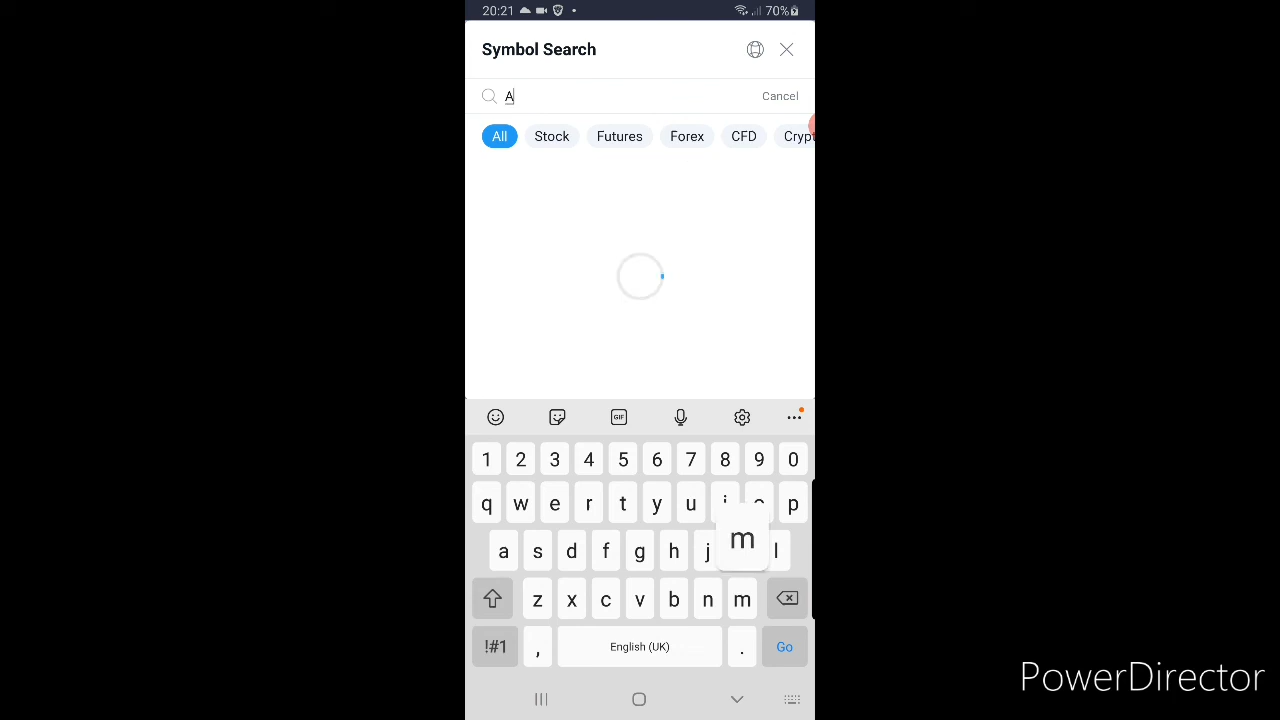 20:21 70%
Symbol Search
A Cancel
All Stock Futures Forex CFD Crypt
GIF
1 2 3 4 5 6 7 8 9 0
q w e r t y u i o p
a s d f g h j m l
z x c v b n m
!#1 , English (UK) . Go
PowerDirector